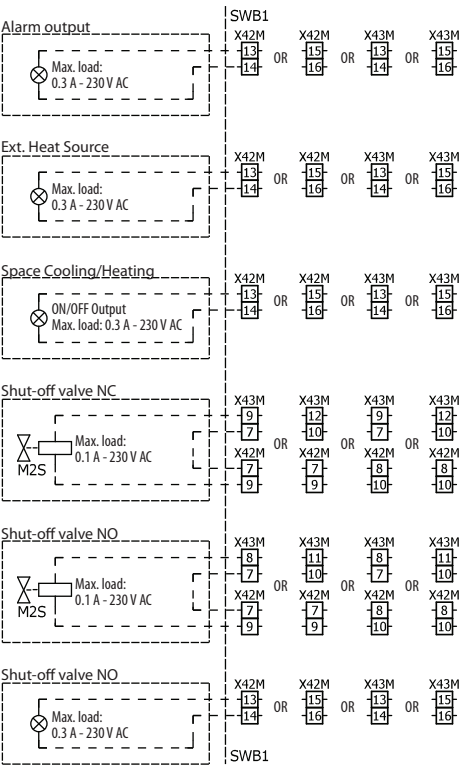 SWB1
Alarm output
X42M X42M X43M X43M
13 OR 15 OR 13 OR 15
14 16 14 16
Max. load:
0.3 A - 230 V AC
Ext. Heat Source
X42M X42M X43M X43M
13 OR 15 OR 13 OR 15
14 16 14 16
Max. load:
0.3 A - 230 V AC
Space Cooling/Heating
X42M X42M X43M X43M
13 OR 15 OR 13 OR 15
14 16 14 16
ON/OFF Output
Max. load: 0.3 A - 230 V AC
Shut-off valve NC
X43M X43M X43M X43M
9 12 9 12
7 10 7 10
OR OR OR
X42M X42M X42M X42M
7 7 8 8
9 9 10 10
Max. load:
0.1 A - 230 V AC
M2S
Shut-off valve NO
X43M X43M X43M X43M
8 11 8 11
7 10 7 10
OR OR OR
X42M X42M X42M X42M
7 7 8 8
9 9 10 10
Max. load:
0.1 A - 230 V AC
M2S
Shut-off valve NO
X42M X42M X43M X43M
13 OR 15 OR 13 OR 15
14 16 14 16
Max. load:
0.3 A - 230 V AC
SWB1